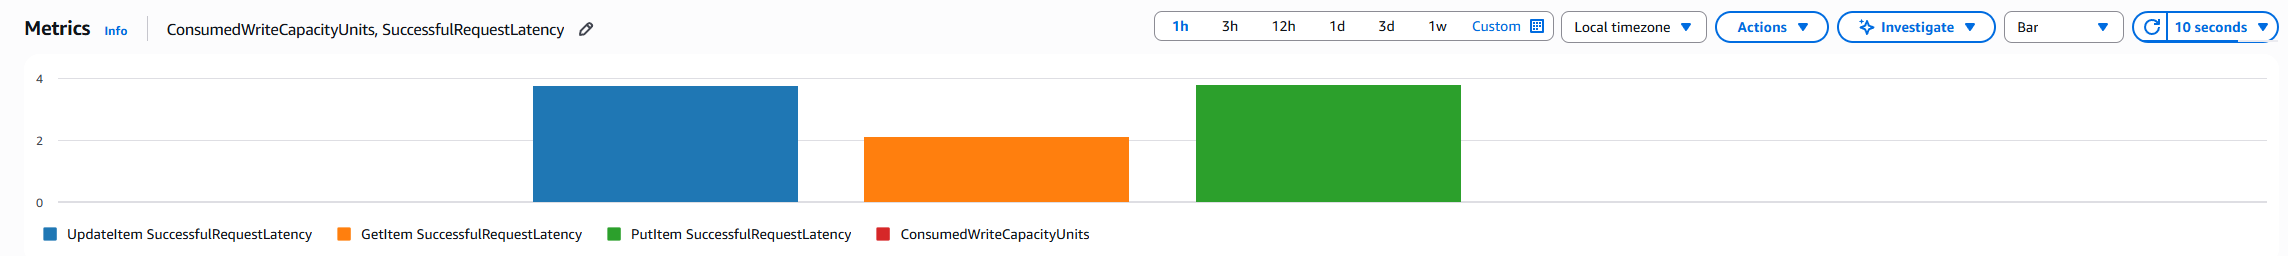 Metrics Info ConsumedWriteCapacityUnits, SuccessfulRequestLatency 1h 3h 12h 1d 3d 1w Custom Local timezone Actions Investigate Bar 10 seconds
4
2
0
UpdateItem SuccessfulRequestLatency GetItem SuccessfulRequestLatency PutItem SuccessfulRequestLatency ConsumedWriteCapacityUnits